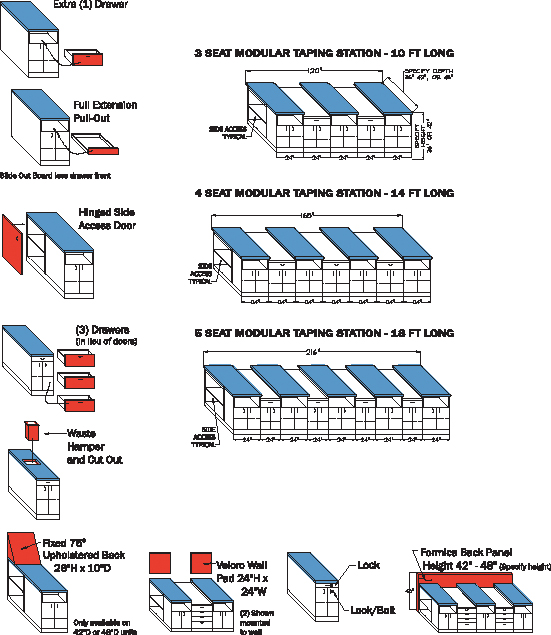 Extra (1) Drawer
Full Extension
Pull-Out
Slide Out Board less drawer front
Hinged Side
Access Door
(3) Drawers
(in lieu of doors)
Waste
Hamper
and Cut Out
3 SEAT MODULAR TAPING STATION - 10 FT LONG
120"
SPECIFY DEPTH
36" 42", OR 48"
SIDE ACCESS
TYPICAL
SPECIFY
HEIGHT
36" OR 42"
24" 24" 24" 24" 24"
4 SEAT MODULAR TAPING STATION - 14 FT LONG
168"
SIDE
ACCESS
TYPICAL
24" 24" 24" 24" 24" 24" 24"
5 SEAT MODULAR TAPING STATION - 18 FT LONG
216"
SIDE
ACCESS
TYPICAL
24" 24" 24" 24" 24" 24" 24" 24" 24"
Fixed 75°
Upholstered Back
28"H x 10"D
Only available on
42"D or 48"D units
Velcro Wall
Pad 24"H x
24"W
(2) Shown
mounted
to wall
Lock
Lock/Bolt
Formica Back Panel
Height 42" - 48" (Specify height)